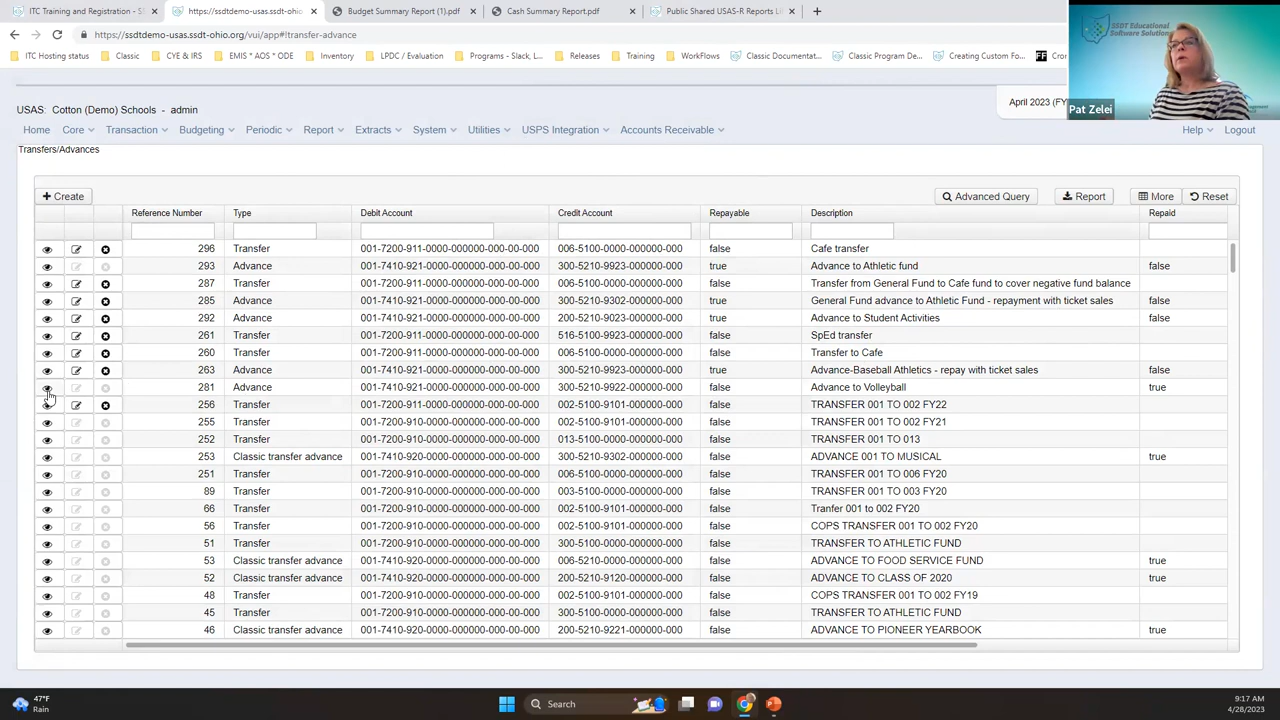 ITC Training and Registration - S
https://ssdtdemo-usas.ssdt-ohio
Budget Summary Report (1).pdf
Cash Summary Report.pdf
Public Shared USAS-R Reports Li
https://ssdtdemo-usas.ssdt-ohio.org/vui/app#!transfer-advance
ITC Hosting status Classic CYE & IRS EMIS * AOS * ODE Inventory LPDC / Evaluation Programs - Slack, L... Releases Training WorkFlows Classic Documentat... Classic Program De... Creating Custom Fo... Cron
SSDT Educational
Software Solutions
Pat Zelei
USAS: Cotton (Demo) Schools - admin
April 2023 (FY
Home Core Transaction Budgeting Periodic Report Extracts System Utilities USPS Integration Accounts Receivable Help Logout
Transfers/Advances
Create Advanced Query Report More Reset
Reference Number Type Debit Account Credit Account Repayable Description Repaid
296 Transfer 001-7200-911-0000-000000-000-00-000 006-5100-0000-000000-000 false Cafe transfer
293 Advance 001-7410-921-0000-000000-000-00-000 300-5210-9923-000000-000 true Advance to Athletic fund false
287 Transfer 001-7200-911-0000-000000-000-00-000 006-5100-0000-000000-000 false Transfer from General Fund to Cafe fund to cover negative fund balance
285 Advance 001-7410-921-0000-000000-000-00-000 300-5210-9302-000000-000 true General Fund advance to Athletic Fund - repayment with ticket sales false
292 Advance 001-7410-921-0000-000000-000-00-000 200-5210-9023-000000-000 true Advance to Student Activities false
261 Transfer 001-7200-911-0000-000000-000-00-000 516-5100-9923-000000-000 false SpEd transfer
260 Transfer 001-7200-911-0000-000000-000-00-000 006-5100-0000-000000-000 false Transfer to Cafe
263 Advance 001-7410-921-0000-000000-000-00-000 300-5210-9923-000000-000 true Advance-Baseball Athletics - repay with ticket sales false
281 Advance 001-7410-921-0000-000000-000-00-000 300-5210-9922-000000-000 false Advance to Volleyball true
256 Transfer 001-7200-911-0000-000000-000-00-000 002-5100-9101-000000-000 false TRANSFER 001 TO 002 FY22
255 Transfer 001-7200-910-0000-000000-000-00-000 002-5100-9101-000000-000 false TRANSFER 001 TO 002 FY21
252 Transfer 001-7200-910-0000-000000-000-00-000 013-5100-0000-000000-000 false TRANSFER 001 TO 013
253 Classic transfer advance 001-7410-920-0000-000000-000-00-000 300-5210-9302-000000-000 false ADVANCE 001 TO MUSICAL true
251 Transfer 001-7200-910-0000-000000-000-00-000 006-5100-0000-000000-000 false TRANSFER 001 TO 006 FY20
89 Transfer 001-7200-910-0000-000000-000-00-000 003-5100-0000-000000-000 false TRANSFER 001 TO 003 FY20
66 Transfer 001-7200-910-0000-000000-000-00-000 002-5100-9101-000000-000 false Tranfer 001 to 002 FY20
56 Transfer 001-7200-910-0000-000000-000-00-000 002-5100-9101-000000-000 false COPS TRANSFER 001 TO 002 FY20
51 Transfer 001-7200-910-0000-000000-000-00-000 300-5100-0000-000000-000 false TRANSFER TO ATHLETIC FUND
53 Classic transfer advance 001-7410-920-0000-000000-000-00-000 006-5210-0000-000000-000 false ADVANCE TO FOOD SERVICE FUND true
52 Classic transfer advance 001-7410-920-0000-000000-000-00-000 200-5210-9120-000000-000 false ADVANCE TO CLASS OF 2020 true
48 Transfer 001-7200-910-0000-000000-000-00-000 002-5100-9101-000000-000 false COPS TRANSFER 001 TO 002 FY19
45 Transfer 001-7200-910-0000-000000-000-00-000 300-5100-0000-000000-000 false TRANSFER TO ATHLETIC FUND
46 Classic transfer advance 001-7410-920-0000-000000-000-00-000 200-5210-9221-000000-000 false ADVANCE TO PIONEER YEARBOOK true
47°F
Rain
Search
9:17 AM
4/28/2023